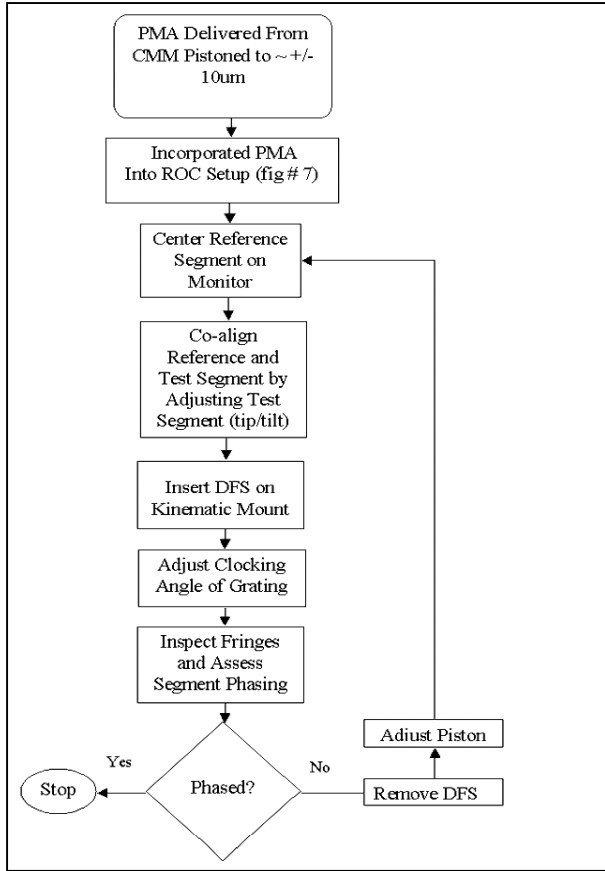 PMA Delivered From
CMM Pistoned to ~ +/-
10um
Incorporated PMA
Into ROC Setup (fig # 7)
Center Reference
Segment on
Monitor
Co-align
Reference and
Test Segment by
Adjusting Test
Segment (tip/tilt)
Insert DFS on
Kinematic Mount
Adjust Clocking
Angle of Grating
Inspect Fringes
and Assess
Segment Phasing
Phased?
Yes
Stop
No
Remove DFS
Adjust Piston